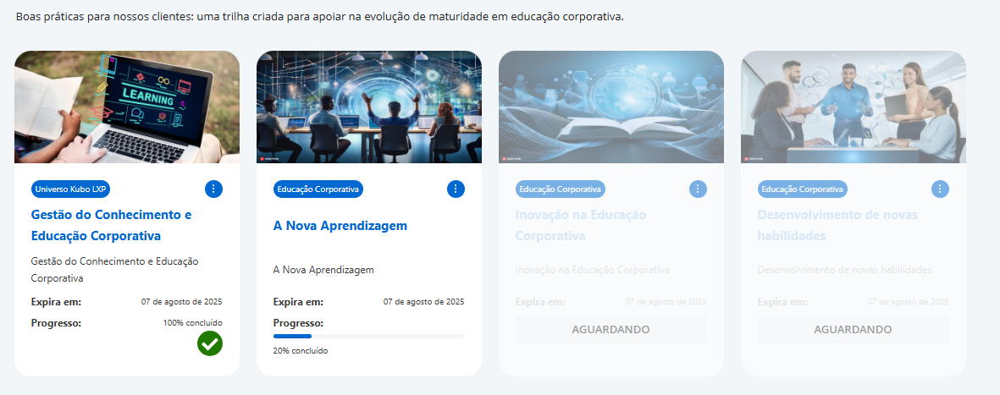 Boas práticas para nossos clientes: uma trilha criada para apoiar na evolução de maturidade em educação corporativa.
LEARNING
Universo Kubo LXP
Gestão do Conhecimento e
Educação Corporativa
Gestão do Conhecimento e Educação
Corporativa
Expira em: 07 de agosto de 2025
Progresso: 100% concluído
Educação Corporativa
A Nova Aprendizagem
A Nova Aprendizagem
Expira em: 07 de agosto de 2025
Progresso:
20% concluído
Educação Corporativa
Inovação na Educação
Corporativa
Inovação na Educação Corporativa
Expira em: 07 de agosto de 2025
AGUARDANDO
Educação Corporativa
Desenvolvimento de novas
habilidades
Desenvolvimento de novas habilidades
Expira em: 07 de agosto de 2025
AGUARDANDO